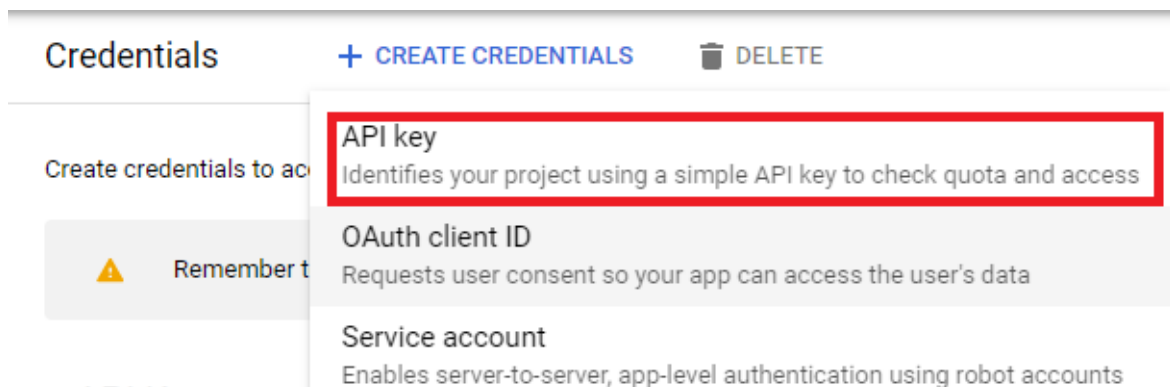 Credentials
+ CREATE CREDENTIALS
DELETE
API key
Identifies your project using a simple API key to check quota and access
Create credentials to ac
OAuth client ID
Requests user consent so your app can access the user's data
Remember t
Service account
Enables server-to-server, app-level authentication using robot accounts